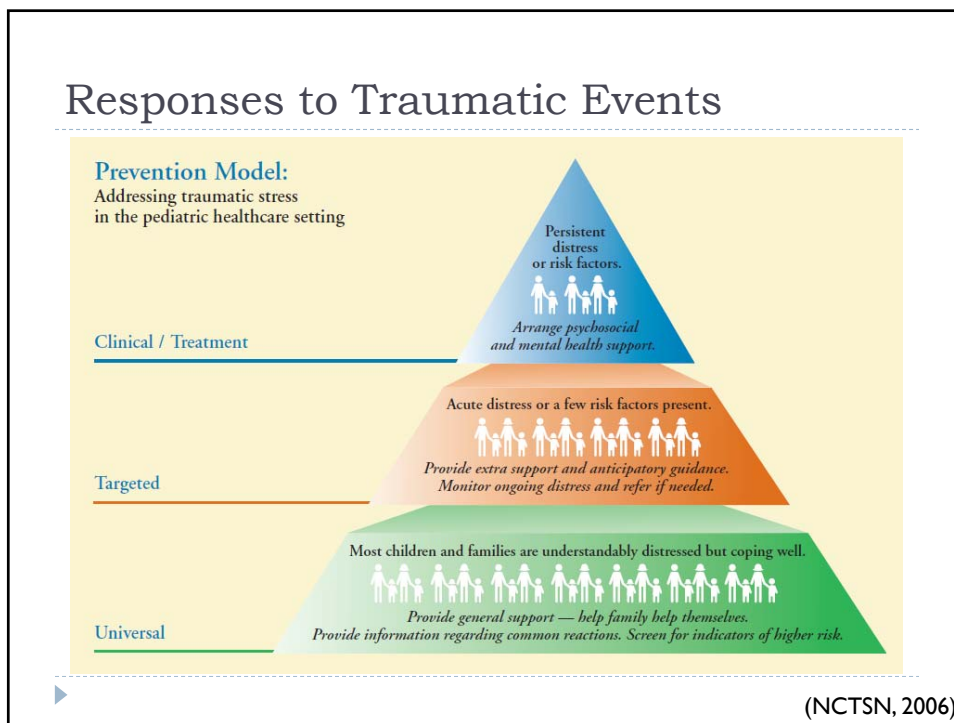 Responses to Traumatic Events
Prevention Model:
Addressing traumatic stress
in the pediatric healthcare setting
Persistent
distress
or risk factors.
Arrange psychosocial
and mental health support.
Clinical / Treatment
Acute distress or a few risk factors present.
Provide extra support and anticipatory guidance.
Monitor ongoing distress and refer if needed.
Targeted
Most children and families are understandably distressed but coping well.
Provide general support — help family help themselves.
Provide information regarding common reactions. Screen for indicators of higher risk.
Universal
(NCTSN, 2006)